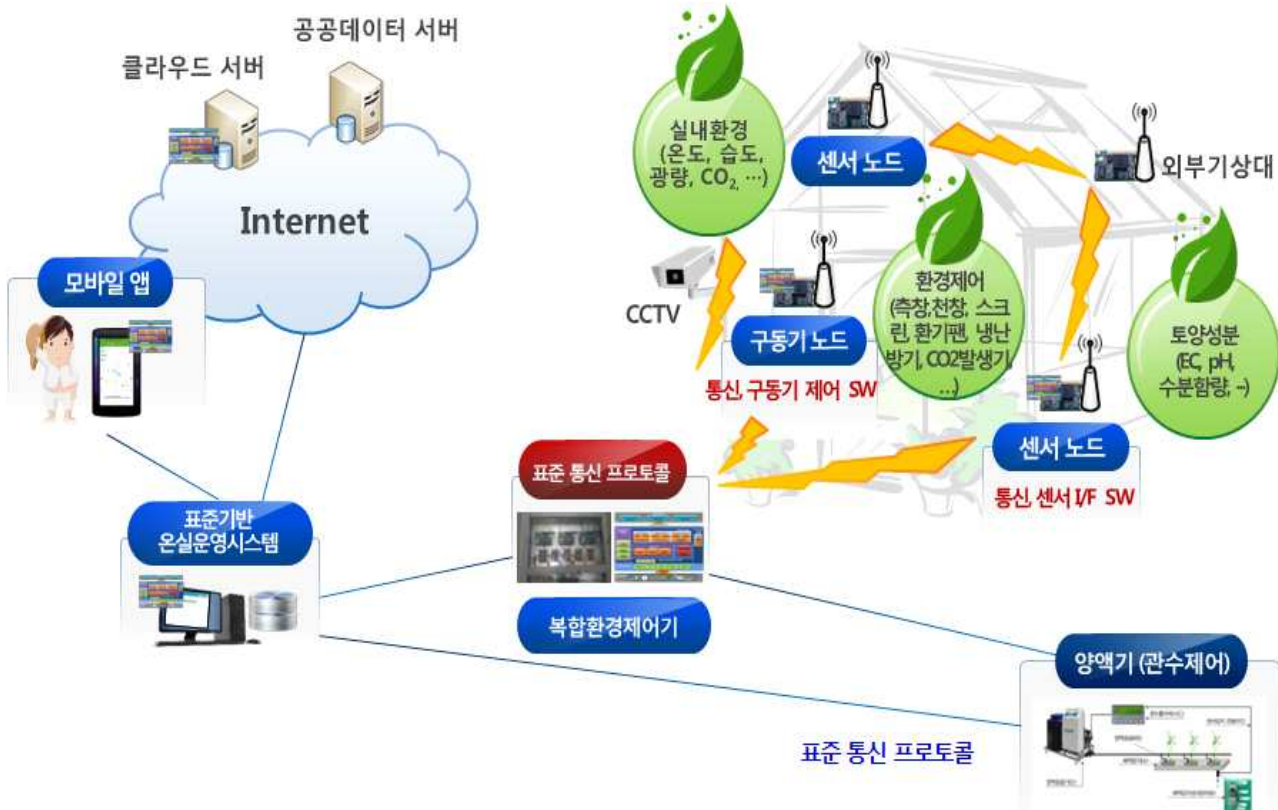 공공데이터 서버
클라우드 서버
Internet
모바일 앱
실내환경
(온도, 습도,
광량, CO₂, …)
센서 노드
외부기상대
CCTV
구동기 노드
통신, 구동기 제어 SW
환경제어
(측창,천창, 스크
린, 환기팬, 냉난
방기, CO2발생기,
…)
토양성분
(EC, pH,
수분함량, …)
센서 노드
통신, 센서 I/F SW
표준 통신 프로토콜
복합환경제어기
표준기반
온실운영시스템
양액기 (관수제어)
표준 통신 프로토콜